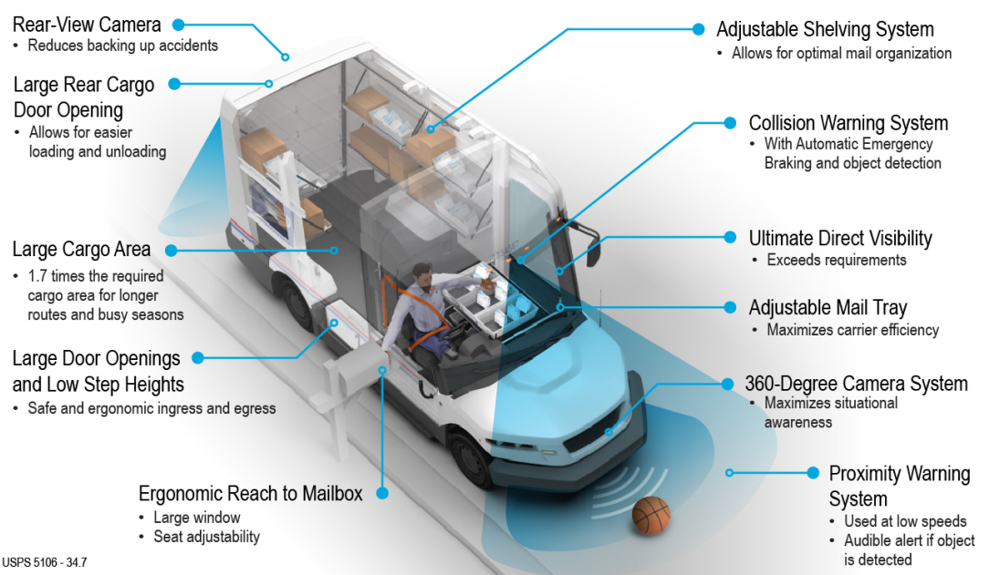 Rear-View Camera
• Reduces backing up accidents
Large Rear Cargo
Door Opening
• Allows for easier
loading and unloading
Large Cargo Area
• 1.7 times the required
cargo area for longer
routes and busy seasons
Large Door Openings
and Low Step Heights
• Safe and ergonomic ingress and egress
Ergonomic Reach to Mailbox
• Large window
• Seat adjustability
USPS 5106 - 34.7
Adjustable Shelving System
• Allows for optimal mail organization
Collision Warning System
• With Automatic Emergency
Braking and object detection
Ultimate Direct Visibility
• Exceeds requirements
Adjustable Mail Tray
• Maximizes carrier efficiency
360-Degree Camera System
• Maximizes situational
awareness
Proximity Warning
System
• Used at low speeds
• Audible alert if object
is detected